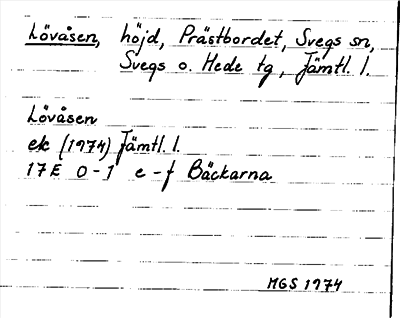 Lövåsen, höjd, Prästbordet, Svegs sn,
Svegs o. Hede tg, Jämtl. l.
Lövåsen
ek (1974) Jämtl. l.
17E 0-1 e-f Bäckarna
MGS 1974